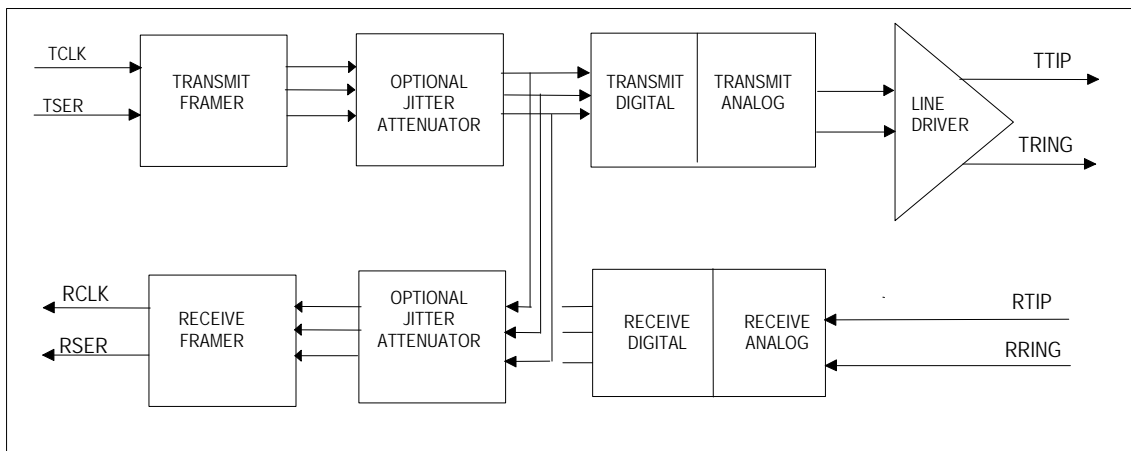 TCLK
TSER
TRANSMIT
FRAMER
OPTIONAL
JITTER
ATTENUATOR
TRANSMIT
DIGITAL
TRANSMIT
ANALOG
LINE
DRIVER
TTIP
TRING
RCLK
RSER
RECEIVE
FRAMER
OPTIONAL
JITTER
ATTENUATOR
RECEIVE
DIGITAL
RECEIVE
ANALOG
RTIP
RRING